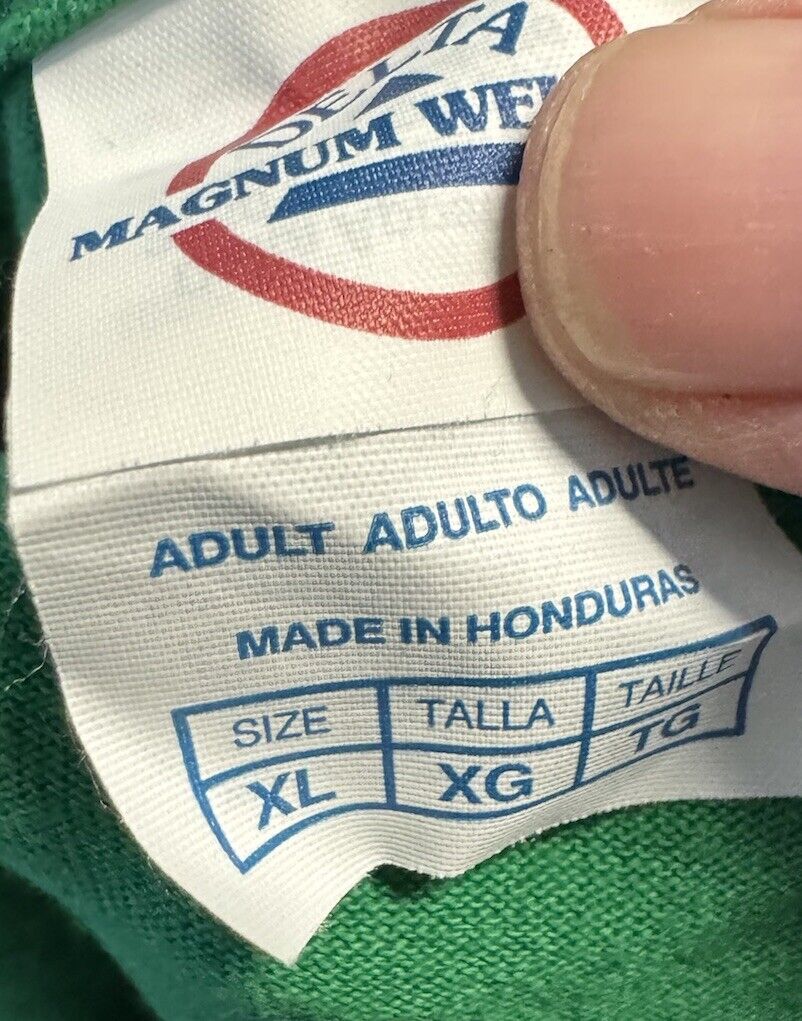 DELTA
MAGNUM WE
ADULT ADULTO ADULTE
MADE IN HONDURAS
SIZE TALLA TAILLE
XL XG TG